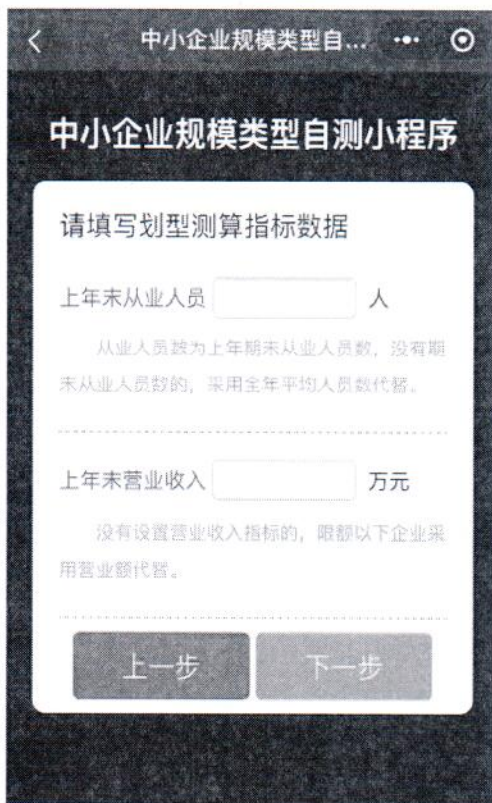 中小企业规模类型自...
中小企业规模类型自测小程序
请填写划型测算指标数据
上年末从业人员 人
从业人员数为上年期末从业人员数，没有期
末从业人员数的，采用全年平均人员数代替。
上年末营业收入 万元
没有设置营业收入指标的，限额以下企业采
用营业额代替。
上一步 下一步